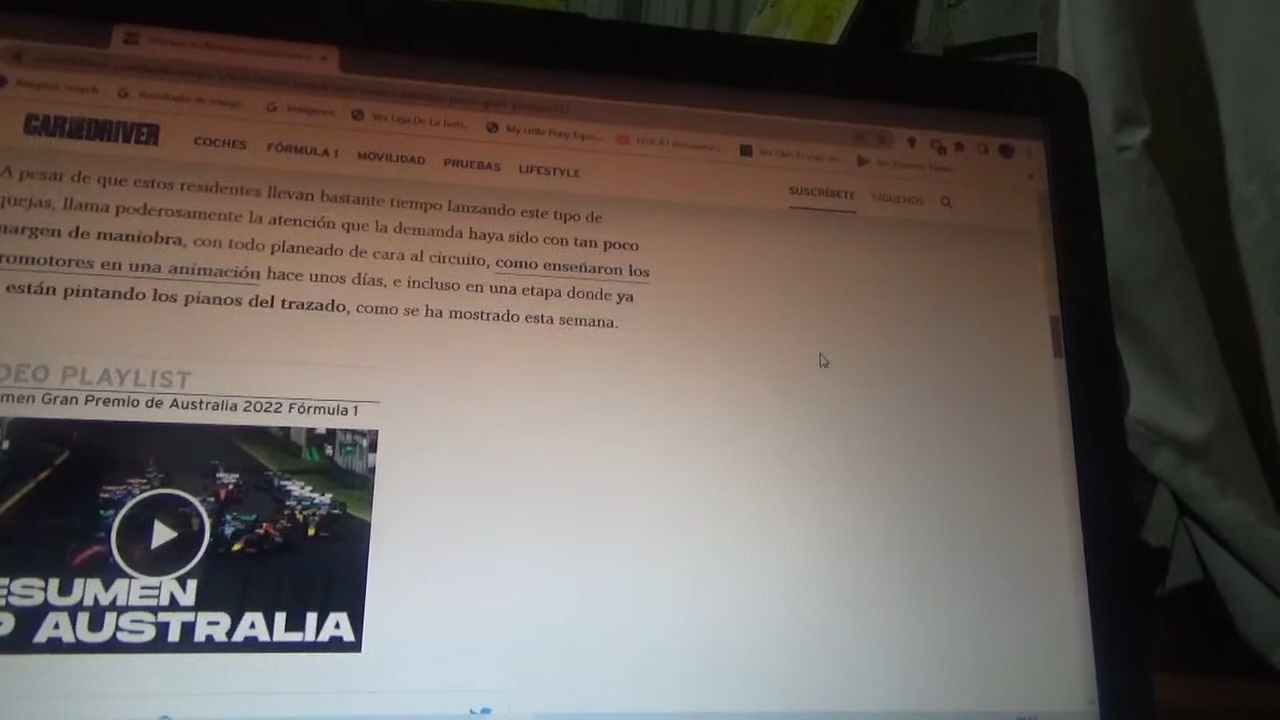 CAR AND DRIVER
COCHES FÓRMULA 1 MOVILIDAD PRUEBAS LIFESTYLE
SUSCRÍBETE SÍGUENOS
A pesar de que estos residentes llevan bastante tiempo lanzando este tipo de
quejas, llama poderosamente la atención que la demanda haya sido con tan poco
margen de maniobra, con todo planeado de cara al circuito, como enseñaron los
romotores en una animación hace unos días, e incluso en una etapa donde ya
están pintando los pianos del trazado, como se ha mostrado esta semana.
DEO PLAYLIST
men Gran Premio de Australia 2022 Fórmula 1
ESUMEN
P AUSTRALIA